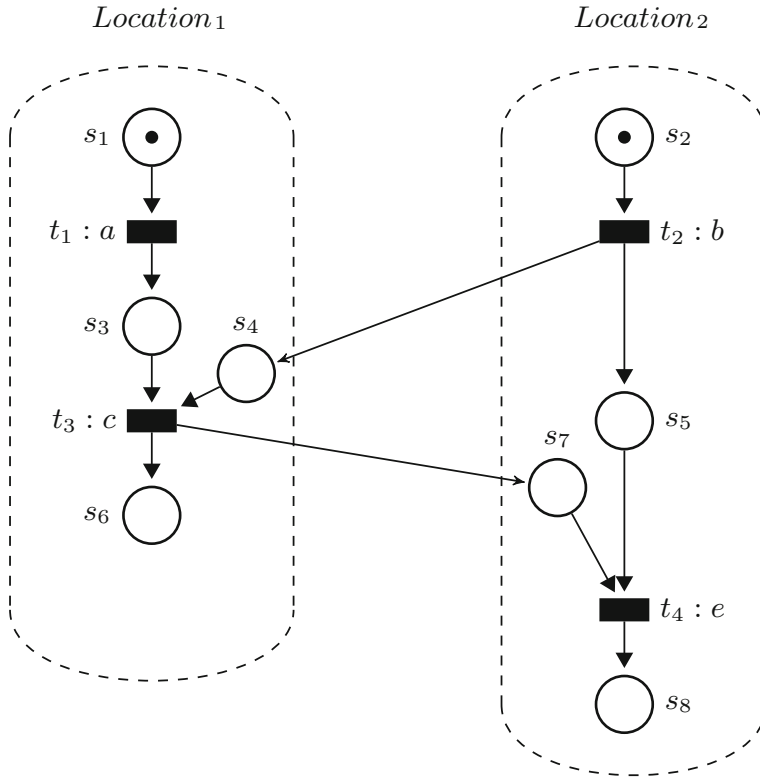 Location₁
Location₂
s₁
s₂
t₁ : a
t₂ : b
s₃
s₄
t₃ : c
s₅
s₇
s₆
t₄ : e
s₈